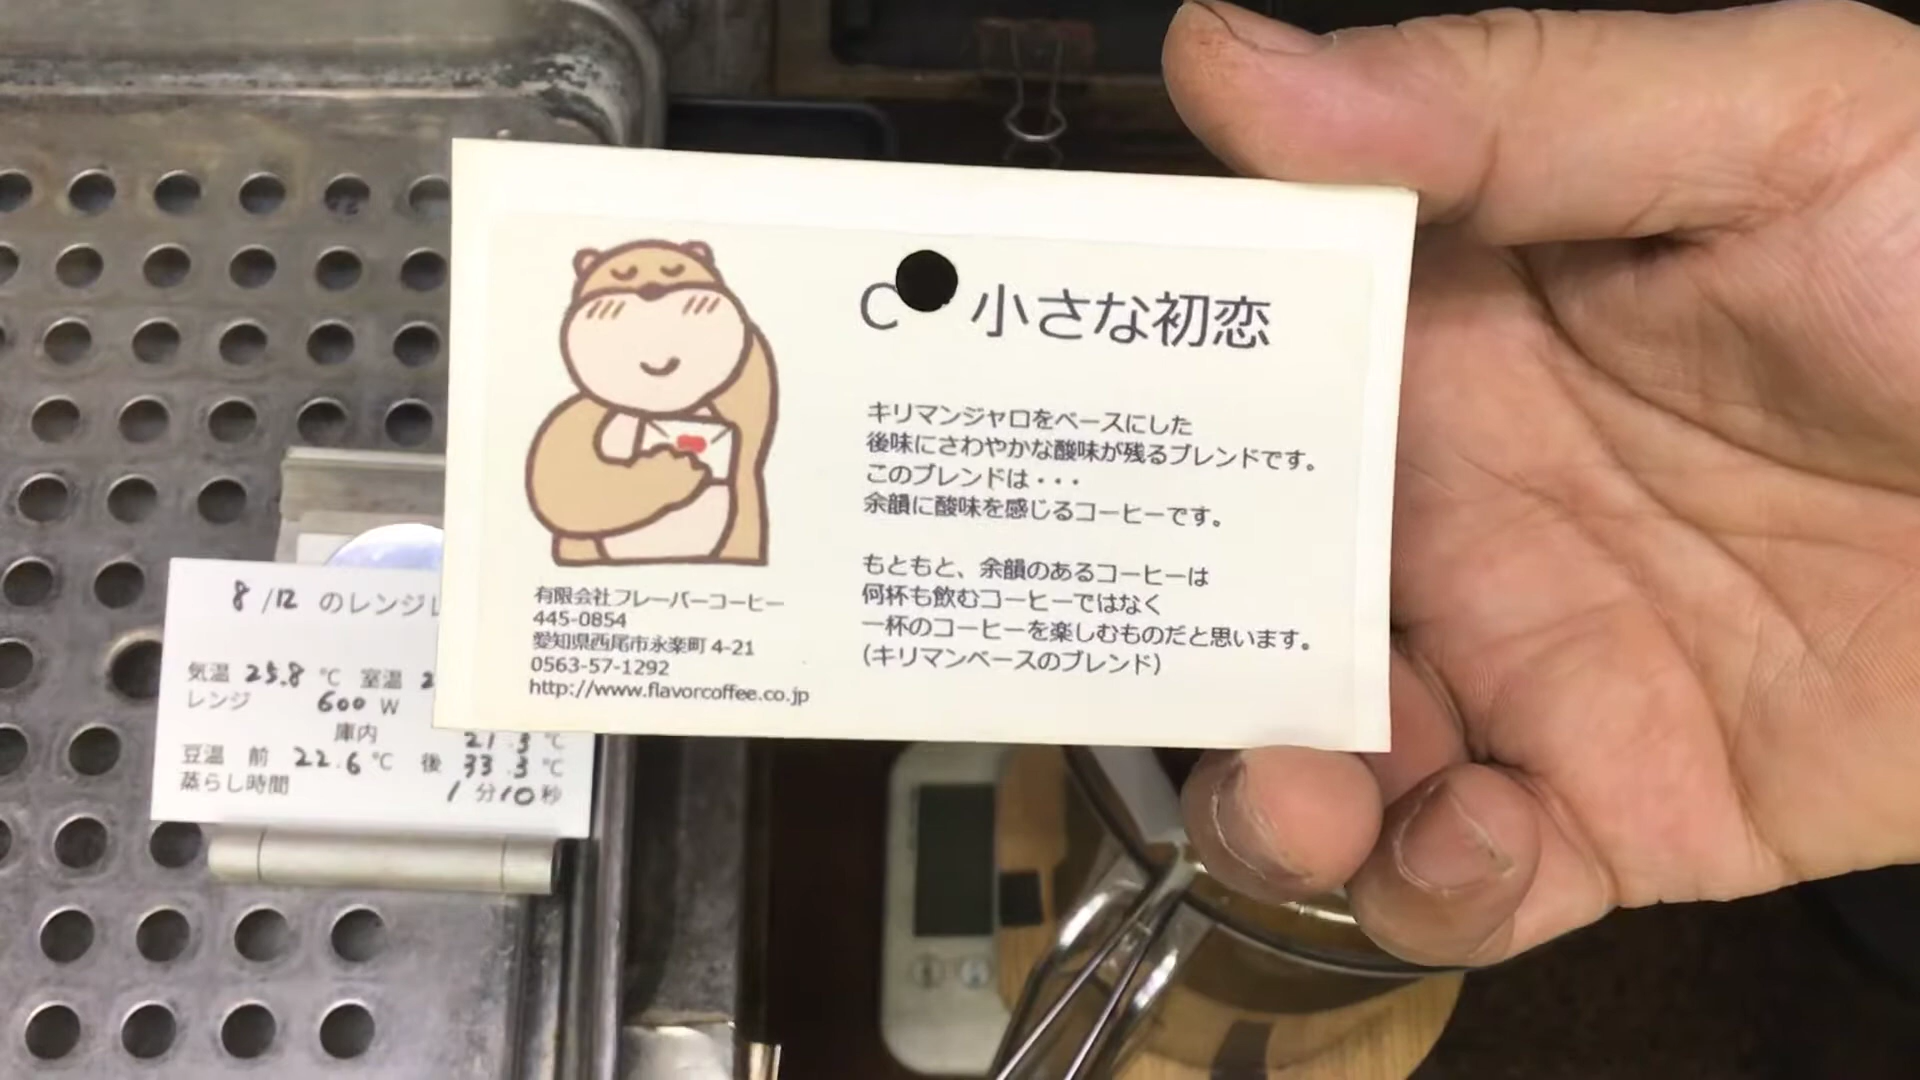 C 小さな初恋
キリマンジャロをベースにした
後味にさわやかな酸味が残るブレンドです。
このブレンドは・・・
余韻に酸味を感じるコーヒーです。
もともと、余韻のあるコーヒーは
何杯も飲むコーヒーではなく
一杯のコーヒーを楽しむものだと思います。
(キリマンベースのブレンド)
有限会社フレーバーコーヒー
445-0854
愛知県西尾市永楽町 4-21
0563-57-1292
http://www.flavorcoffee.co.jp
8/12 のレンジ
気温 25.8 ℃ 室温
レンジ 600 W
庫内 21.3 ℃
豆温 前 22.6 ℃ 後 33.3 ℃
蒸らし時間 1 分 10 秒